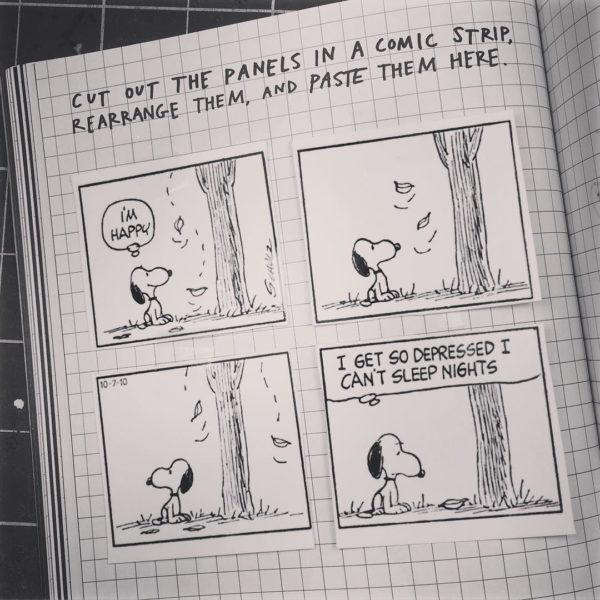 CUT OUT THE PANELS IN A COMIC STRIP,
REARRANGE THEM, AND PASTE THEM HERE.
I'M
HAPPY
SCHULZ
10-7-10
I GET SO DEPRESSED I
CAN'T SLEEP NIGHTS